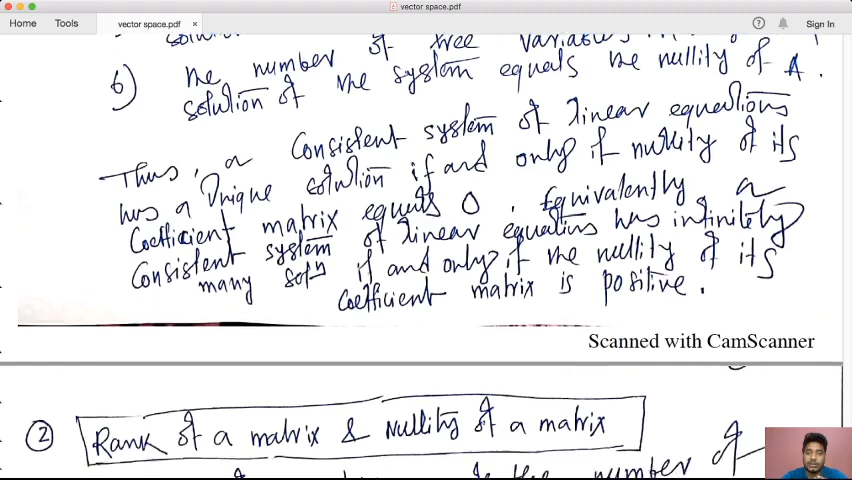 vector space.pdf
Home Tools vector space.pdf × Sign In
solution
of free variables in
6) The number
solution of the system equals the nullity of A.
Thus, a consistent system of linear equations
has a Unique solution if and only if nullity of its
Coefficient matrix equals 0. Equivalently, a
Consistent system of linear equations has infinitely
many solⁿ if and only if the nullity of its
Coefficient matrix is positive.
Scanned with CamScanner
② Rank of a matrix & Nullity of a matrix
the number of